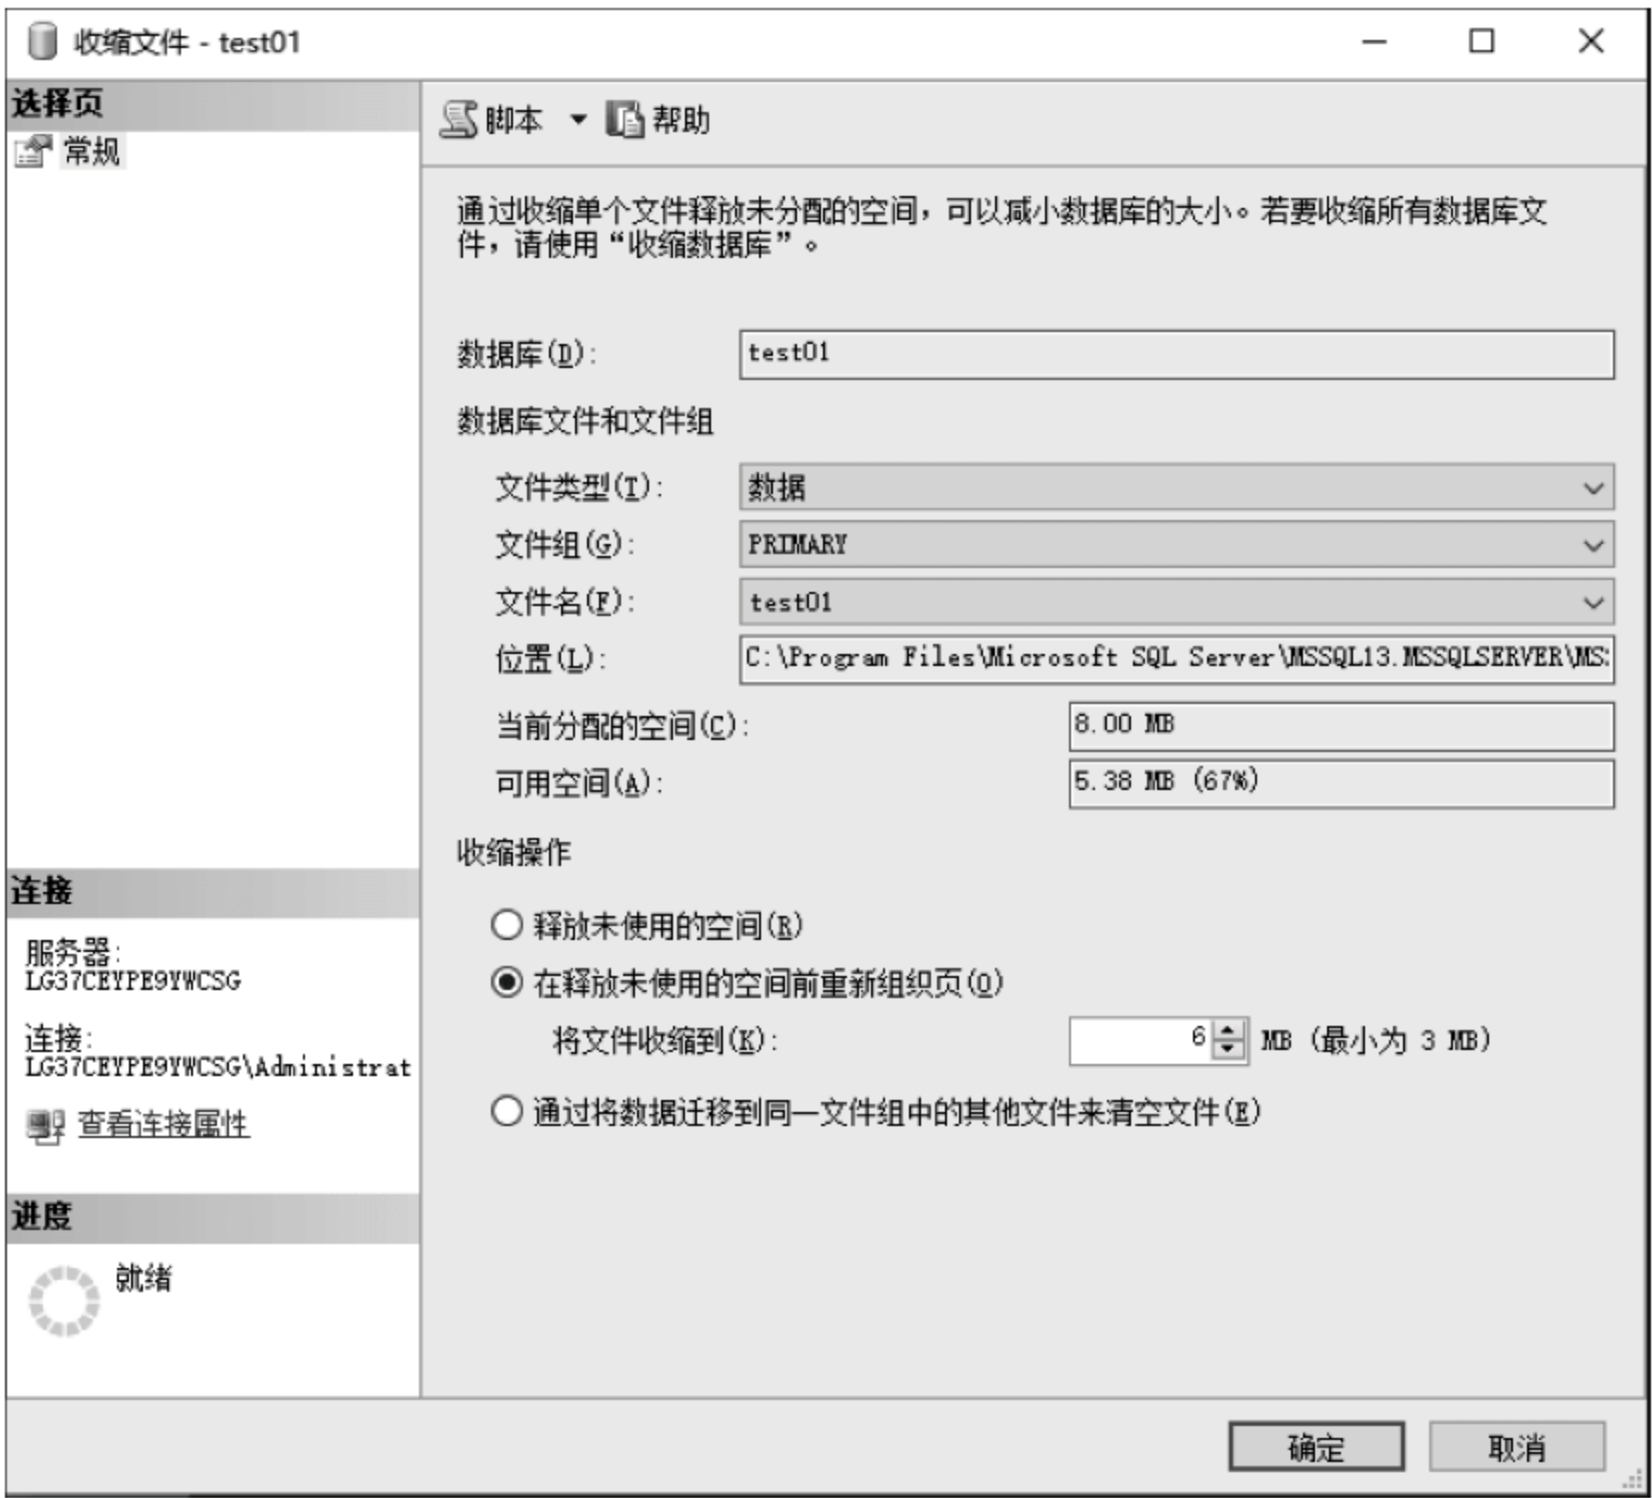 收缩文件 - test01
选择页
常规
脚本 帮助
通过收缩单个文件释放未分配的空间，可以减小数据库的大小。若要收缩所有数据库文
件，请使用“收缩数据库”。
数据库(D): test01
数据库文件和文件组
文件类型(T): 数据
文件组(G): PRIMARY
文件名(F): test01
位置(L): C:\Program Files\Microsoft SQL Server\MSSQL13.MSSQLSERVER\MS
当前分配的空间(C): 8.00 MB
可用空间(A): 5.38 MB (67%)
收缩操作
释放未使用的空间(R)
在释放未使用的空间前重新组织页(O)
将文件收缩到(K): 6 MB (最小为 3 MB)
通过将数据迁移到同一文件组中的其他文件来清空文件(E)
连接
服务器:
LG37CEYPE9YWCSG
连接:
LG37CEYPE9YWCSG\Administrat
查看连接属性
进度
就绪
确定 取消